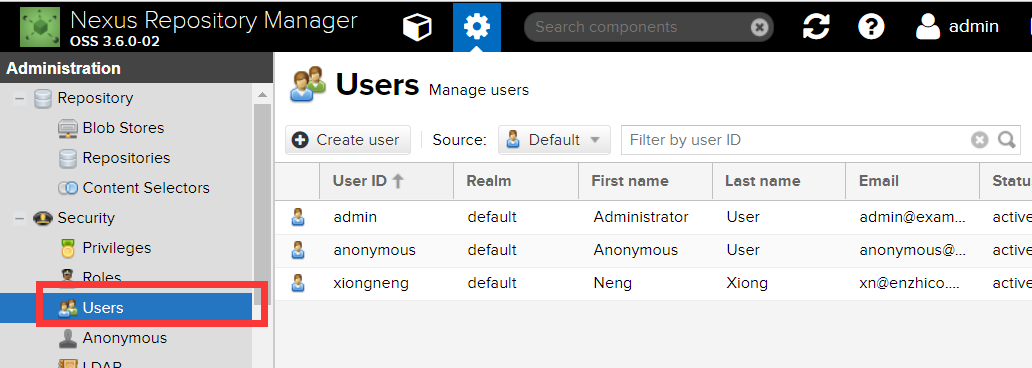 Nexus Repository Manager
OSS 3.6.0-02
Search components
admin
Administration
Repository
Blob Stores
Repositories
Content Selectors
Security
Privileges
Roles
Users
Anonymous
LDAP
Users Manage users
Create user Source: Default Filter by user ID
User ID Realm First name Last name Email Statu
admin default Administrator User admin@exam... active
anonymous default Anonymous User anonymous@... active
xiongneng default Neng Xiong xn@enzhico.... active